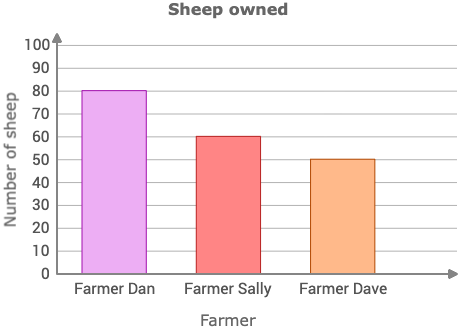 Sheep owned
100
90
80
70
60
50
40
30
20
10
0
Number of sheep
Farmer Dan
Farmer Sally
Farmer Dave
Farmer